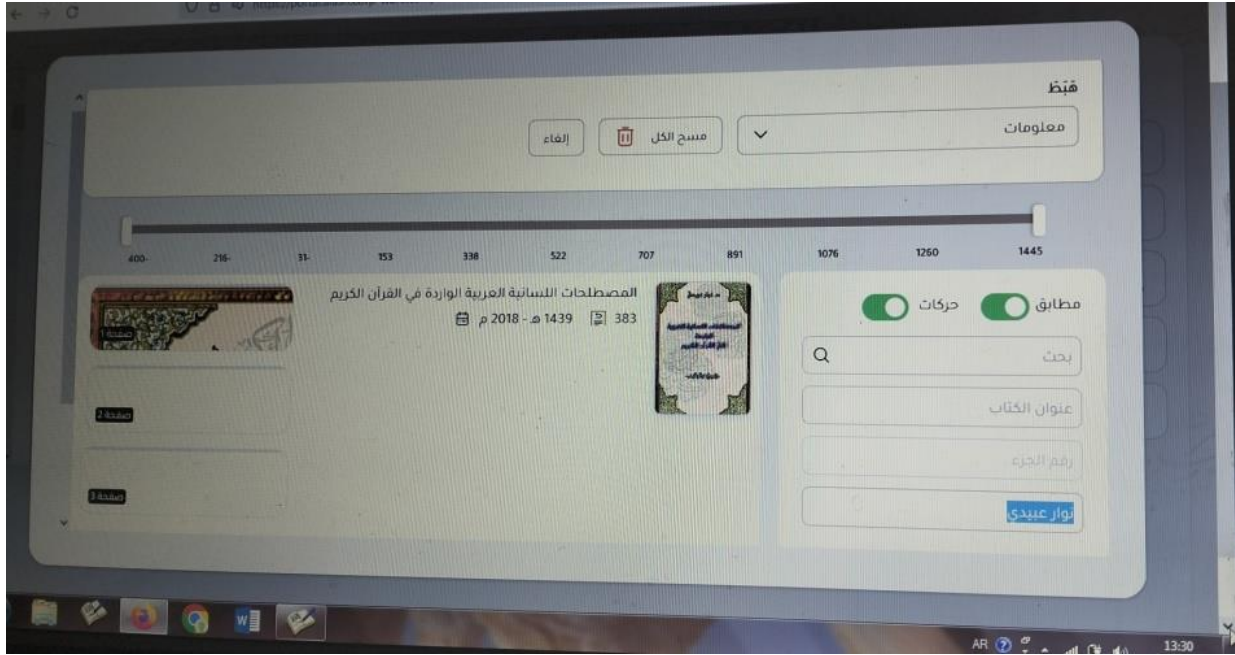 هَبَطَ
معلومات
مسح الكل
إلغاء
400-
216-
31-
153
338
522
707
891
1076
1260
1445
مطابق
حركات
بحث
عنوان الكتاب
رقم الجزء
نوار عبيدي
المصطلحات اللسانية العربية الواردة في القرآن الكريم
383
1439 هـ - 2018 م
صفحة 1
صفحة 2
صفحة 3
AR
13:30